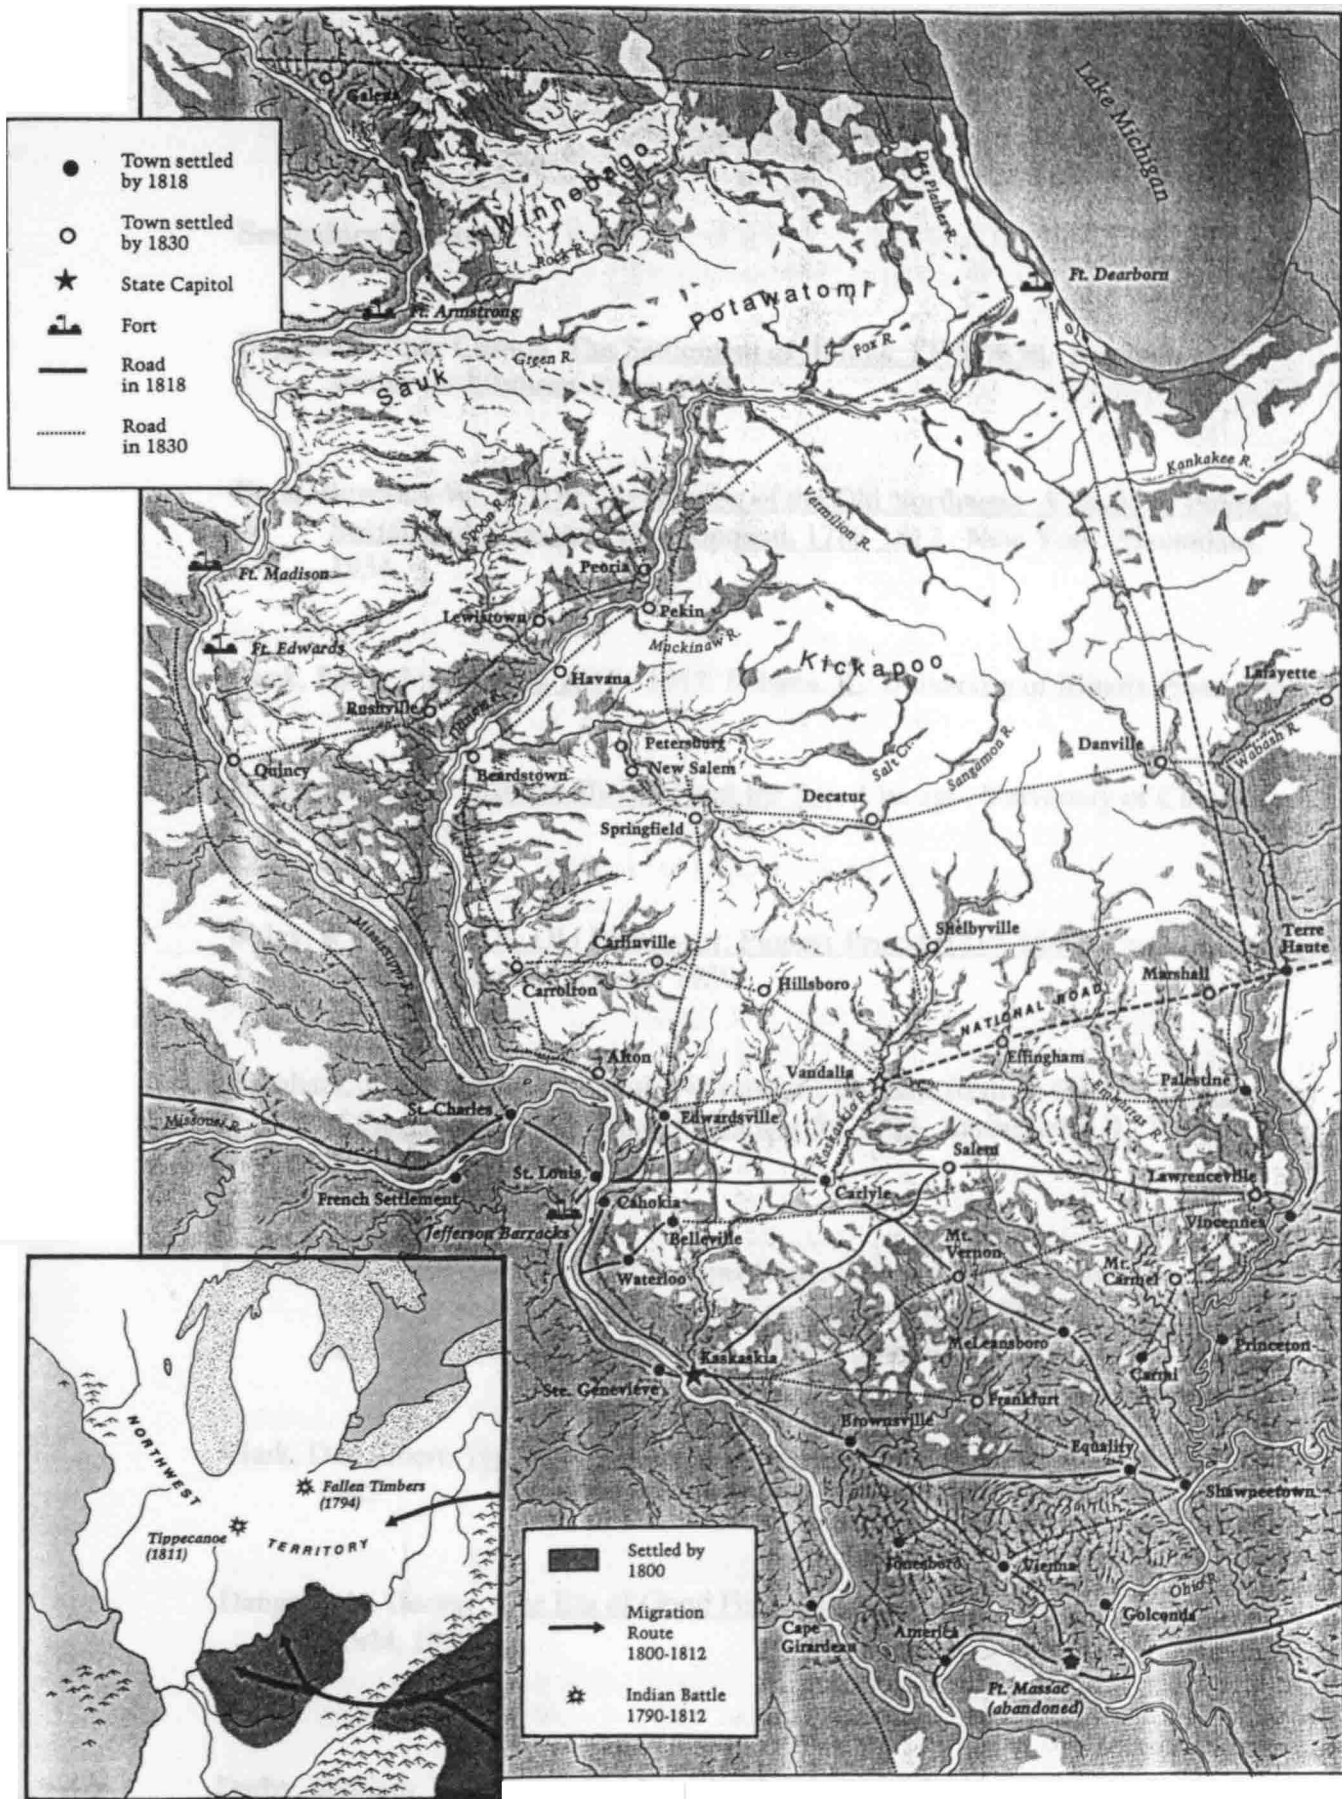 Lake Michigan
Galena
Town settled
by 1818
Town settled
by 1830
State Capitol
Fort
Road
in 1818
Road
in 1830
Winnebago
Des Plaines R.
Rock R.
Ft. Dearborn
Ft. Armstrong
Potawatomi
Green R.
Fox R.
Sauk
Kankakee R.
Spoon R.
Vermilion R.
Ft. Madison
Peoria
Pekin
Lewistown
Mackinaw R.
Ft. Edwards
Kickapoo
Havana
Lafayette
Rushville
Illinois R.
Petersburg
Danville
Wabash R.
Quincy
Beardstown
New Salem
Salt Cr.
Sangamon R.
Decatur
Springfield
Mississippi R.
Carlinville
Shelbyville
Terre
Haute
Carrolton
Hillsboro
Marshall
NATIONAL ROAD
Effingham
Alton
Vandalia
Palestine
Embarras R.
St. Charles
Edwardsville
Kaskaskia R.
Missouri R.
Salem
St. Louis
Lawrenceville
French Settlement
Cahokia
Carlyle
Vincennes
Jefferson Barracks
Belleville
Mt.
Vernon
Mt.
Carmel
Waterloo
McLeansboro
Princeton
Kaskaskia
Carmi
Ste. Genevieve
Frankfurt
Brownsville
Equality
Shawneetown
Jonesboro
Vienna
Ohio R.
Golconda
Cape
Girardeau
America
Ft. Massac
(abandoned)
NORTHWEST
TERRITORY
Fallen Timbers
(1794)
Tippecanoe
(1811)
Settled by
1800
Migration
Route
1800-1812
Indian Battle
1790-1812